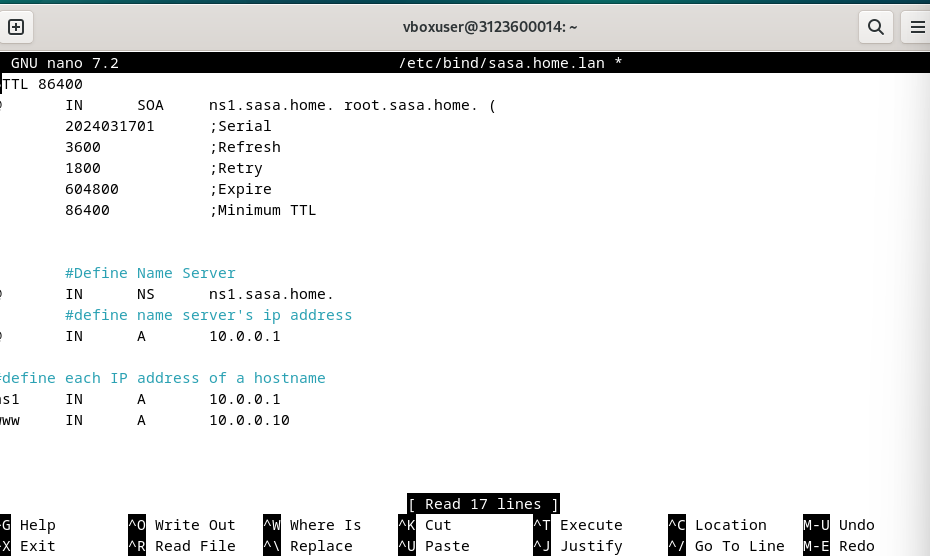 vboxuser@3123600014: ~
GNU nano 7.2 /etc/bind/sasa.home.lan *
TTL 86400
@ IN SOA ns1.sasa.home. root.sasa.home. (
2024031701 ;Serial
3600 ;Refresh
1800 ;Retry
604800 ;Expire
86400 ;Minimum TTL
#Define Name Server
@ IN NS ns1.sasa.home.
#define name server's ip address
@ IN A 10.0.0.1
#define each IP address of a hostname
ns1 IN A 10.0.0.1
www IN A 10.0.0.10
[ Read 17 lines ]
^G Help ^O Write Out ^W Where Is ^K Cut ^T Execute ^C Location M-U Undo
^X Exit ^R Read File ^\ Replace ^U Paste ^J Justify ^/ Go To Line M-E Redo